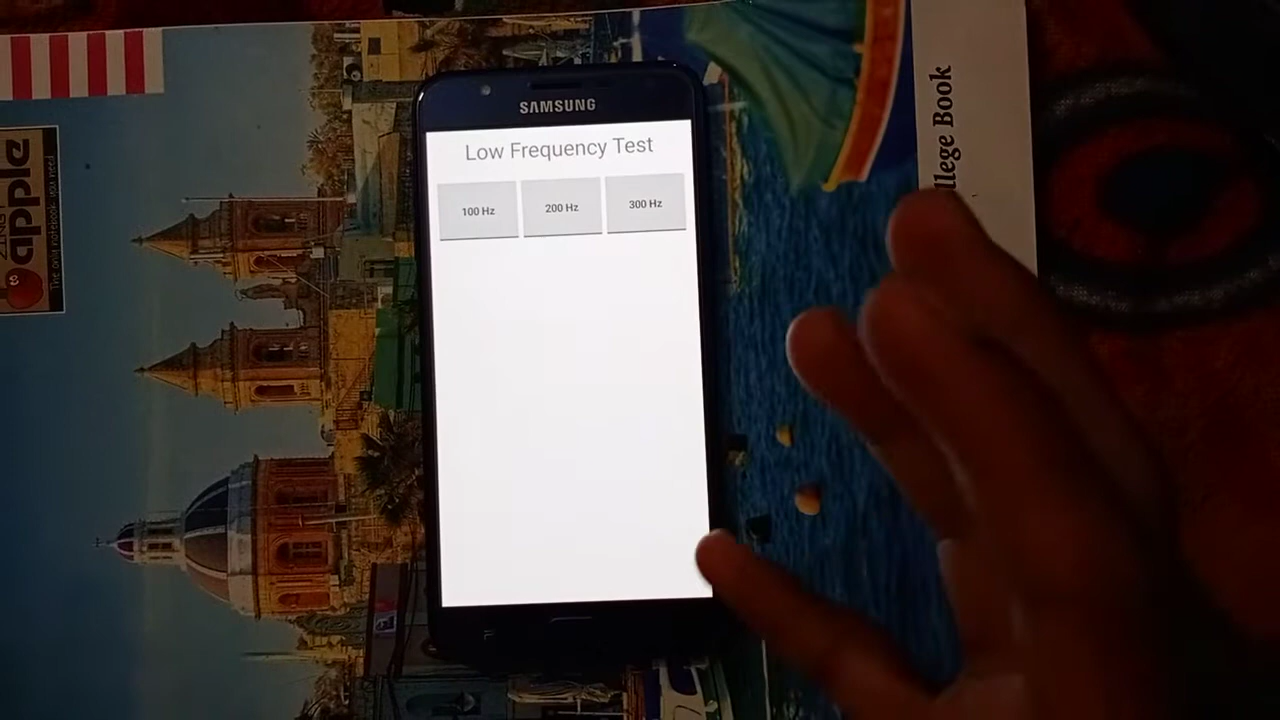 SAMSUNG
Low Frequency Test
100 Hz
200 Hz
300 Hz
apple
The only notebook you need
llege Book